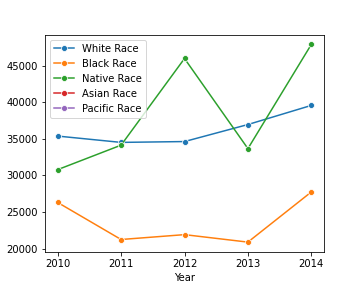 White Race
Black Race
Native Race
Asian Race
Pacific Race
45000
40000
35000
30000
25000
20000
2010 2011 2012 2013 2014
Year